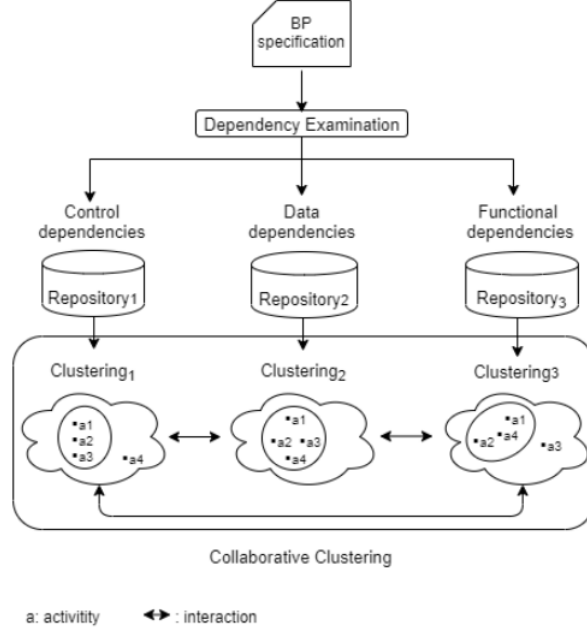 BP
specification
Dependency Examination
Control
dependencies
Data
dependencies
Functional
dependencies
Repository1
Repository2
Repository3
Clustering1
Clustering2
Clustering3
a1
a2
a3
a4
a1
a2 a3
a4
a1
a4
a2
a3
Collaborative Clustering
a: activitity : interaction